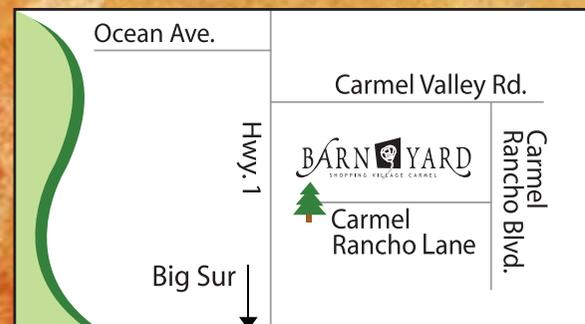 Ocean Ave.
Carmel Valley Rd.
Hwy.1
BARN YARD
SHOPPING VILLAGE CARMEL
Carmel
Rancho Blvd.
Carmel
Rancho Lane
Big Sur